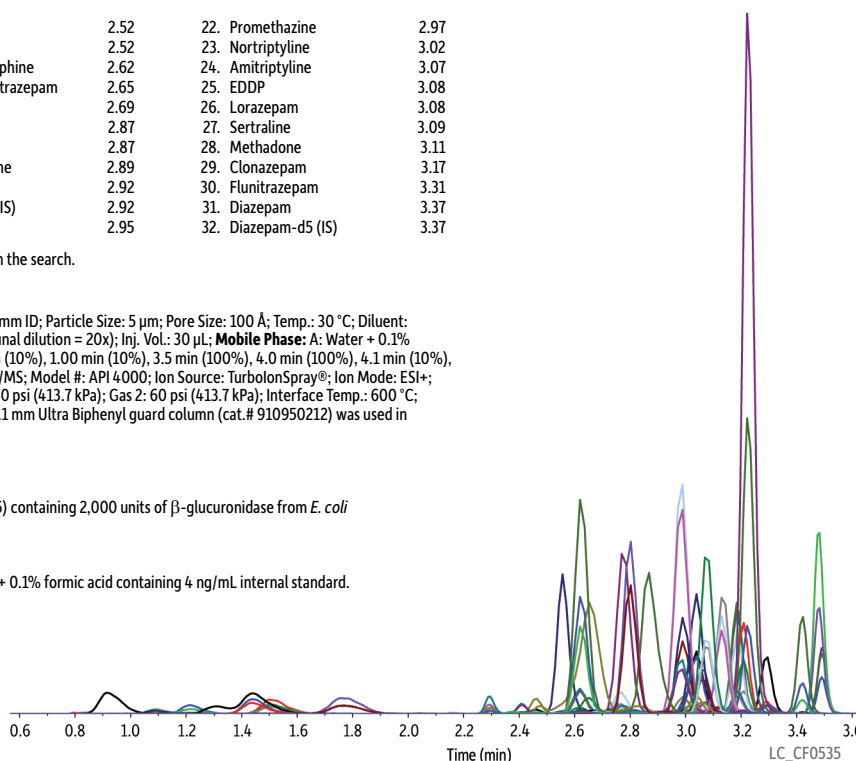 2.52 22. Promethazine 2.97
2.52 23. Nortriptyline 3.02
phine 2.62 24. Amitriptyline 3.07
trazepam 2.65 25. EDDP 3.08
2.69 26. Lorazepam 3.08
2.87 27. Sertraline 3.09
2.87 28. Methadone 3.11
ne 2.89 29. Clonazepam 3.17
2.92 30. Flunitrazepam 3.31
IS) 2.92 31. Diazepam 3.37
2.95 32. Diazepam-d5 (IS) 3.37
n the search.
mm ID; Particle Size: 5 µm; Pore Size: 100 Å; Temp.: 30 °C; Diluent:
nal dilution = 20x); Inj. Vol.: 30 µL; Mobile Phase: A: Water + 0.1%
(10%), 1.00 min (10%), 3.5 min (100%), 4.0 min (100%), 4.1 min (10%),
/MS; Model #: API 4000; Ion Source: TurboIonSpray®; Ion Mode: ESI+;
0 psi (413.7 kPa); Gas 2: 60 psi (413.7 kPa); Interface Temp.: 600 °C;
.1 mm Ultra Biphenyl guard column (cat.# 910950212) was used in
) containing 2,000 units of β-glucuronidase from E. coli
+ 0.1% formic acid containing 4 ng/mL internal standard.
0.6 0.8 1.0 1.2 1.4 1.6 1.8 2.0 2.2 2.4 2.6 2.8 3.0 3.2 3.4 3.6
Time (min)
LC_CF0535